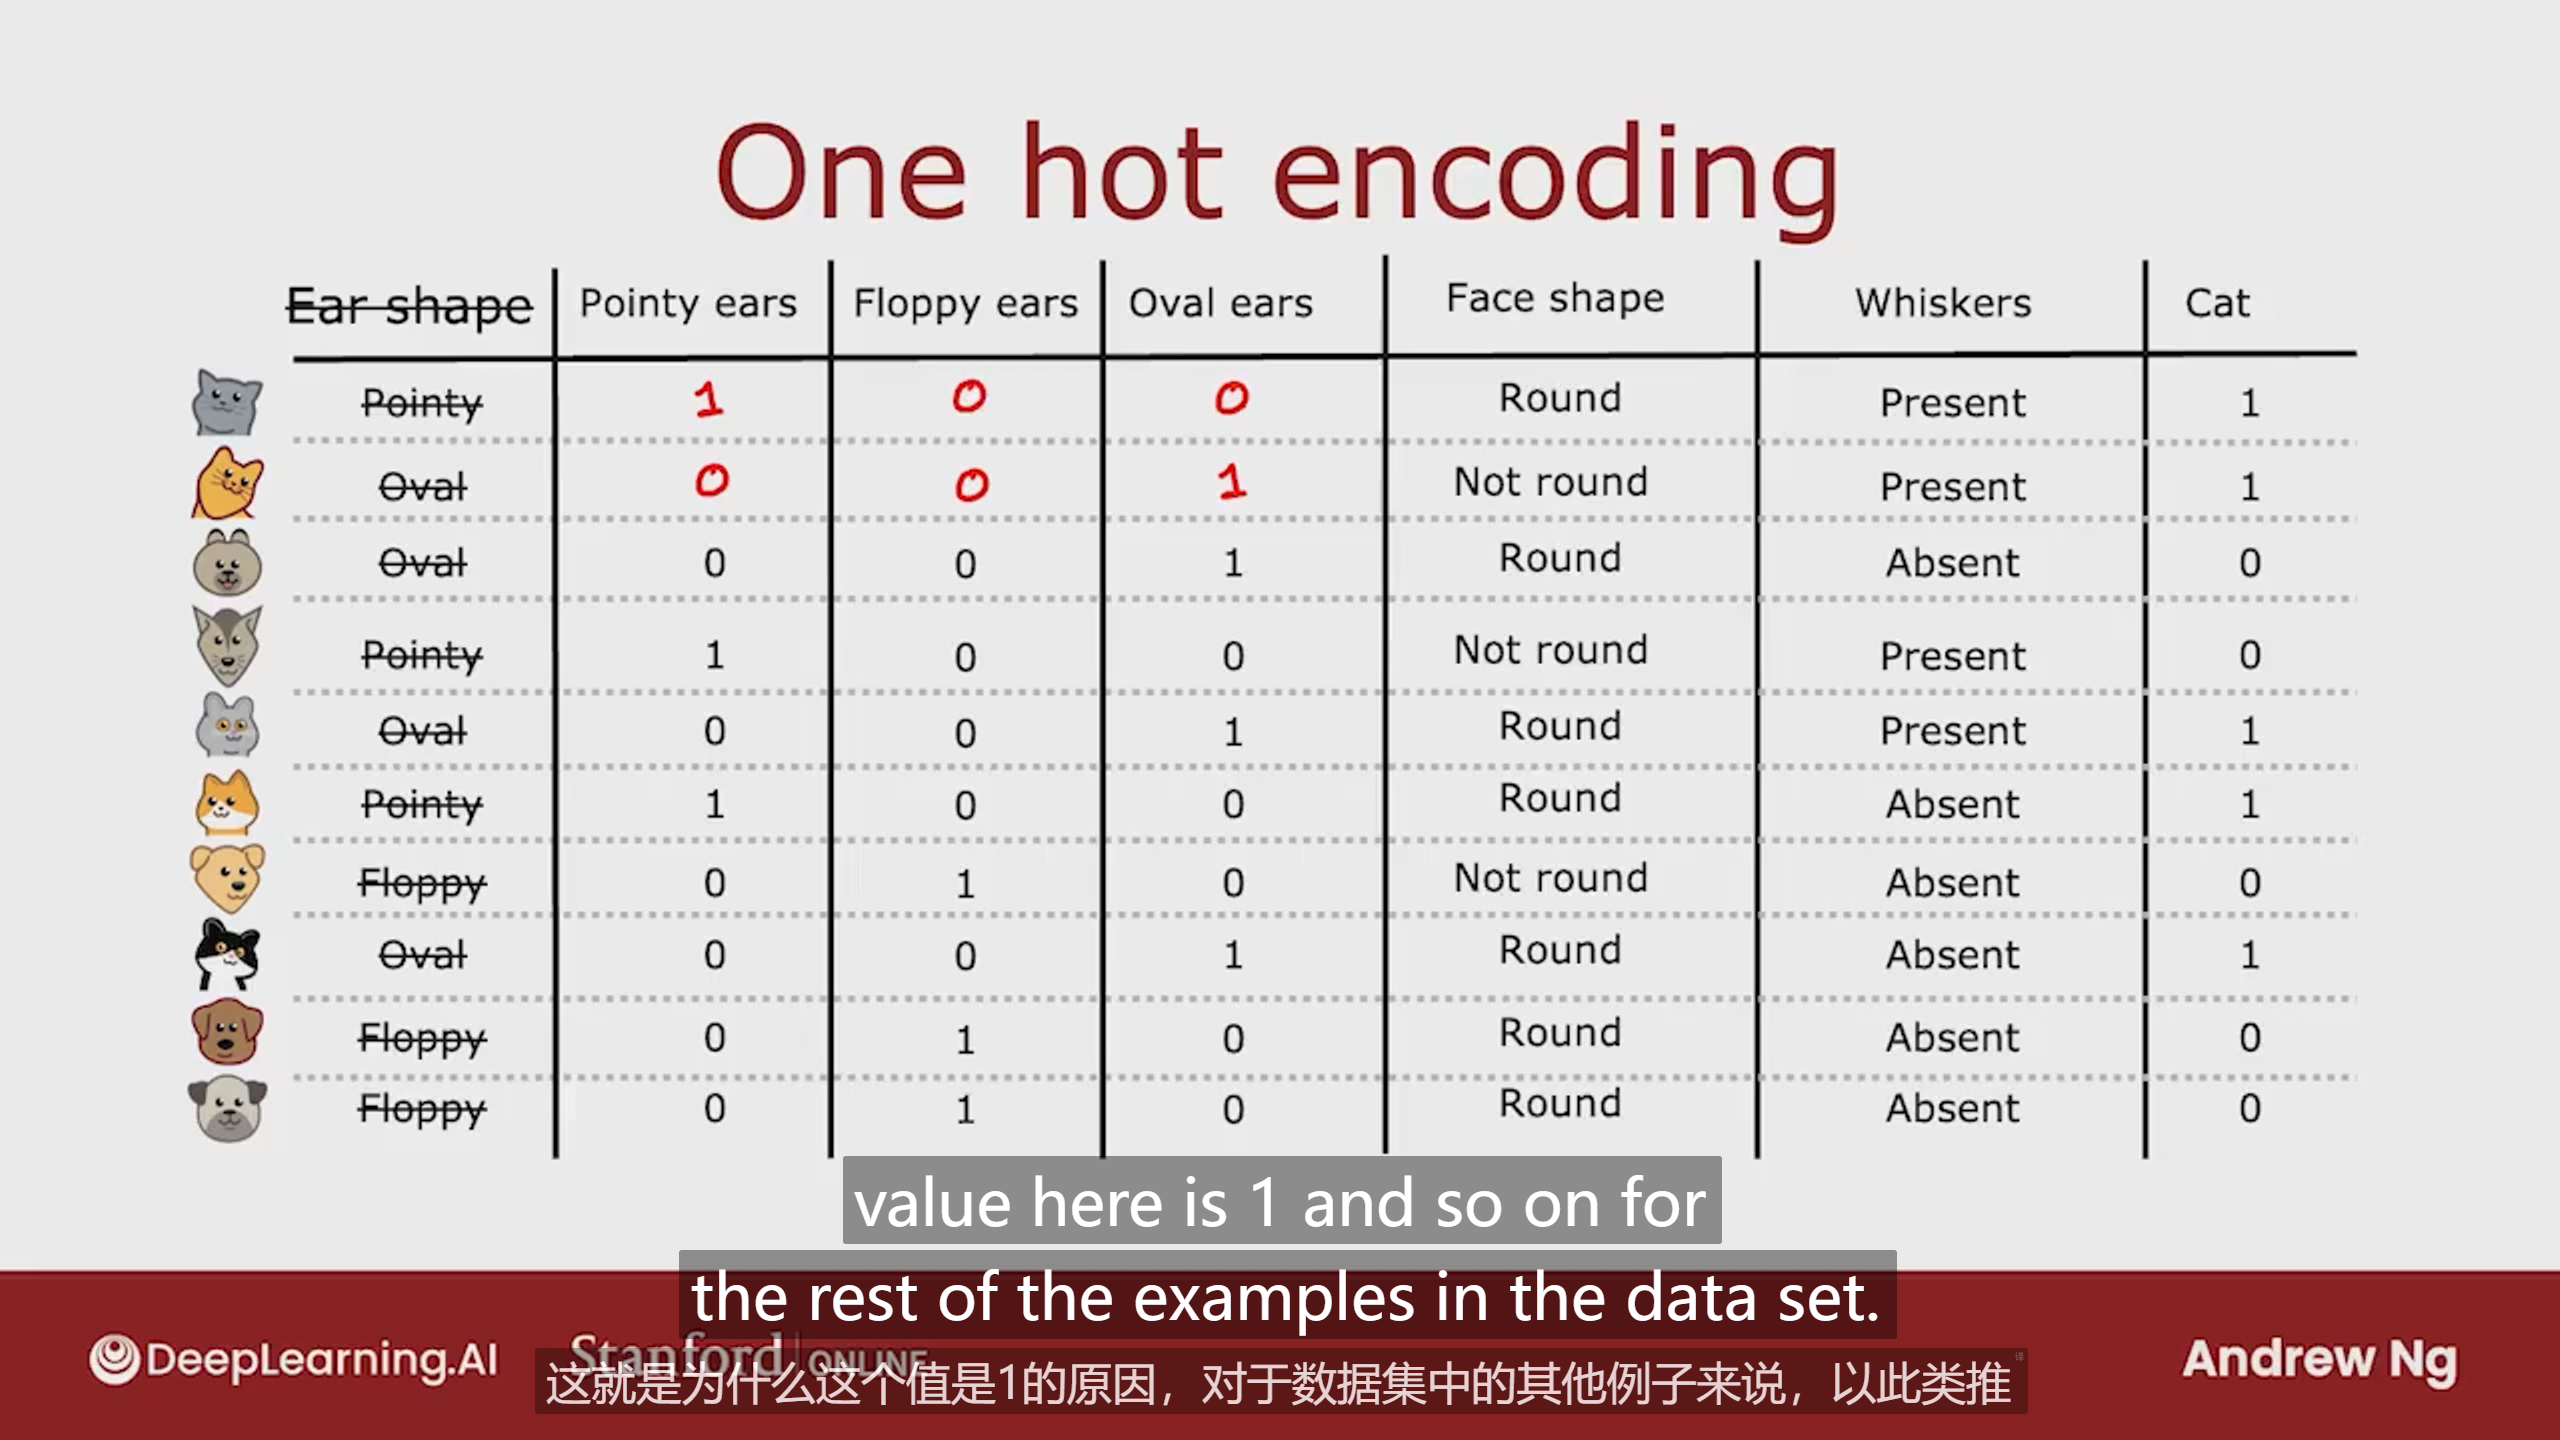 One hot encoding
Ear shape Pointy ears Floppy ears Oval ears Face shape Whiskers Cat
Pointy 1 0 0 Round Present 1
Oval 0 0 1 Not round Present 1
Oval 0 0 1 Round Absent 0
Pointy 1 0 0 Not round Present 0
Oval 0 0 1 Round Present 1
Pointy 1 0 0 Round Absent 1
Floppy 0 1 0 Not round Absent 0
Oval 0 0 1 Round Absent 1
Floppy 0 1 0 Round Absent 0
Floppy 0 1 0 Round Absent 0
value here is 1 and so on for
the rest of the examples in the data set.
DeepLearning.AI Stanford ONLINE Andrew Ng
这就是为什么这个值是1的原因，对于数据集中的其他例子来说，以此类推